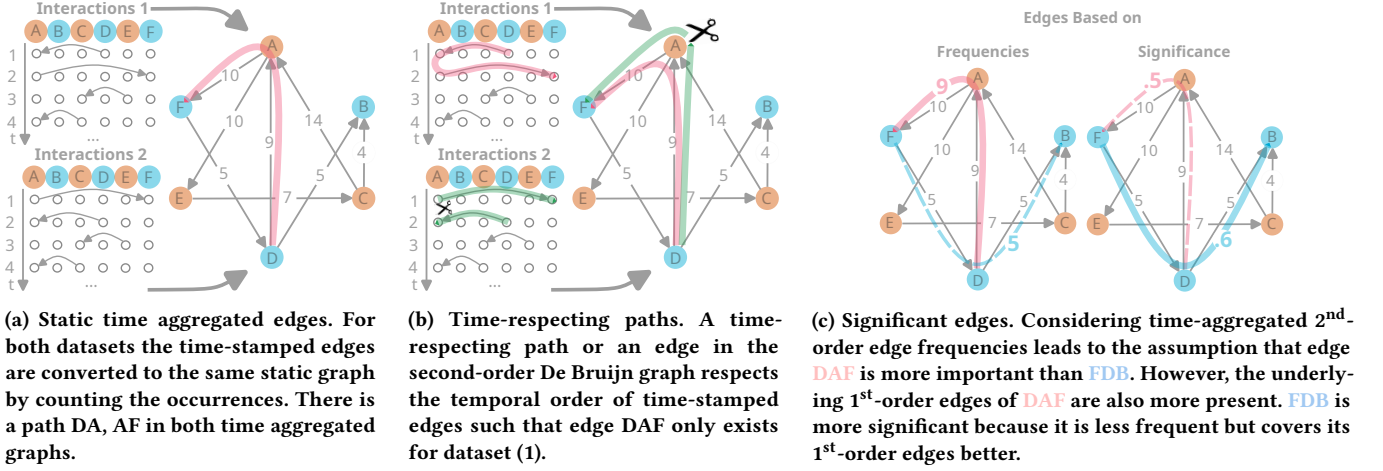 Interactions 1
A B C D E F
1
2
3
4
t
...
Interactions 2
A B C D E F
1
2
3
4
t
...
A
10
F
B
10
9
14
5
5
4
E
7
C
D
(a) Static time aggregated edges. For
both datasets the time-stamped edges
are converted to the same static graph
by counting the occurrences. There is
a path DA, AF in both time aggregated
graphs.
Interactions 1
A B C D E F
1
2
3
4
t
...
Interactions 2
A B C D E F
1
2
3
4
t
...
A
10
F
B
10
9
14
5
5
4
E
7
C
D
(b) Time-respecting paths. A time-
respecting path or an edge in the
second-order De Bruijn graph respects
the temporal order of time-stamped
edges such that edge DAF only exists
for dataset (1).
Edges Based on
Frequencies
A
9
10
F
B
10
14
9
4
5
5
E
7
C
5
D
Significance
A
.5
10
F
B
10
14
9
4
5
5
E
7
C
.6
D
(c) Significant edges. Considering time-aggregated 2nd-
order edge frequencies leads to the assumption that edge
DAF is more important than FDB. However, the underly-
ing 1st-order edges of DAF are also more present. FDB is
more significant because it is less frequent but covers its
1st-order edges better.